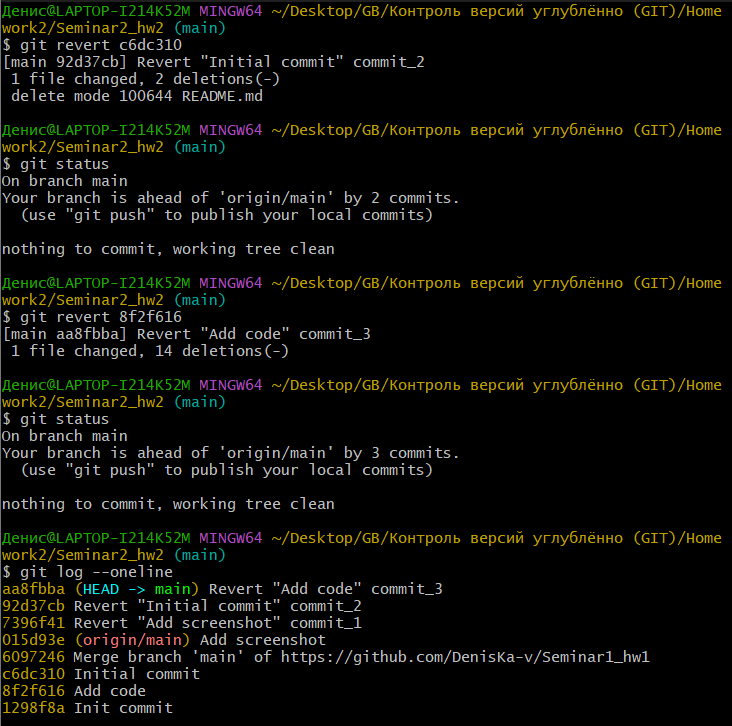 Денис@LAPTOP-I214K52M MINGW64 ~/Desktop/GB/Контроль версий углублённо (GIT)/Home
work2/Seminar2_hw2 (main)
$ git revert c6dc310
[main 92d37cb] Revert "Initial commit" commit_2
 1 file changed, 2 deletions(-)
 delete mode 100644 README.md
Денис@LAPTOP-I214K52M MINGW64 ~/Desktop/GB/Контроль версий углублённо (GIT)/Home
work2/Seminar2_hw2 (main)
$ git status
On branch main
Your branch is ahead of 'origin/main' by 2 commits.
  (use "git push" to publish your local commits)
nothing to commit, working tree clean
Денис@LAPTOP-I214K52M MINGW64 ~/Desktop/GB/Контроль версий углублённо (GIT)/Home
work2/Seminar2_hw2 (main)
$ git revert 8f2f616
[main aa8fbba] Revert "Add code" commit_3
 1 file changed, 14 deletions(-)
Денис@LAPTOP-I214K52M MINGW64 ~/Desktop/GB/Контроль версий углублённо (GIT)/Home
work2/Seminar2_hw2 (main)
$ git status
On branch main
Your branch is ahead of 'origin/main' by 3 commits.
  (use "git push" to publish your local commits)
nothing to commit, working tree clean
Денис@LAPTOP-I214K52M MINGW64 ~/Desktop/GB/Контроль версий углублённо (GIT)/Home
work2/Seminar2_hw2 (main)
$ git log --oneline
aa8fbba (HEAD -> main) Revert "Add code" commit_3
92d37cb Revert "Initial commit" commit_2
7396f41 Revert "Add screenshot" commit_1
015d93e (origin/main) Add screenshot
6097246 Merge branch 'main' of https://github.com/DenisKa-v/Seminar1_hw1
c6dc310 Initial commit
8f2f616 Add code
1298f8a Init commit